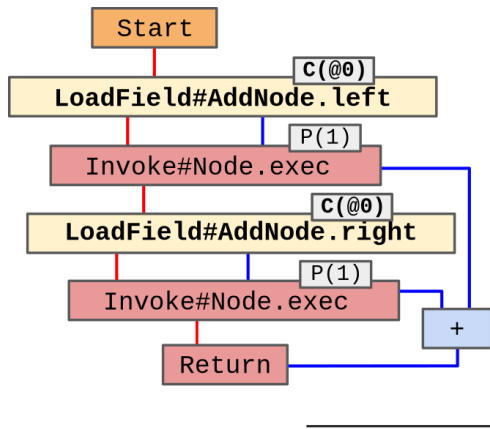 Start
C(@0)
LoadField#AddNode.left
P(1)
Invoke#Node.exec
C(@0)
LoadField#AddNode.right
P(1)
Invoke#Node.exec
+
Return